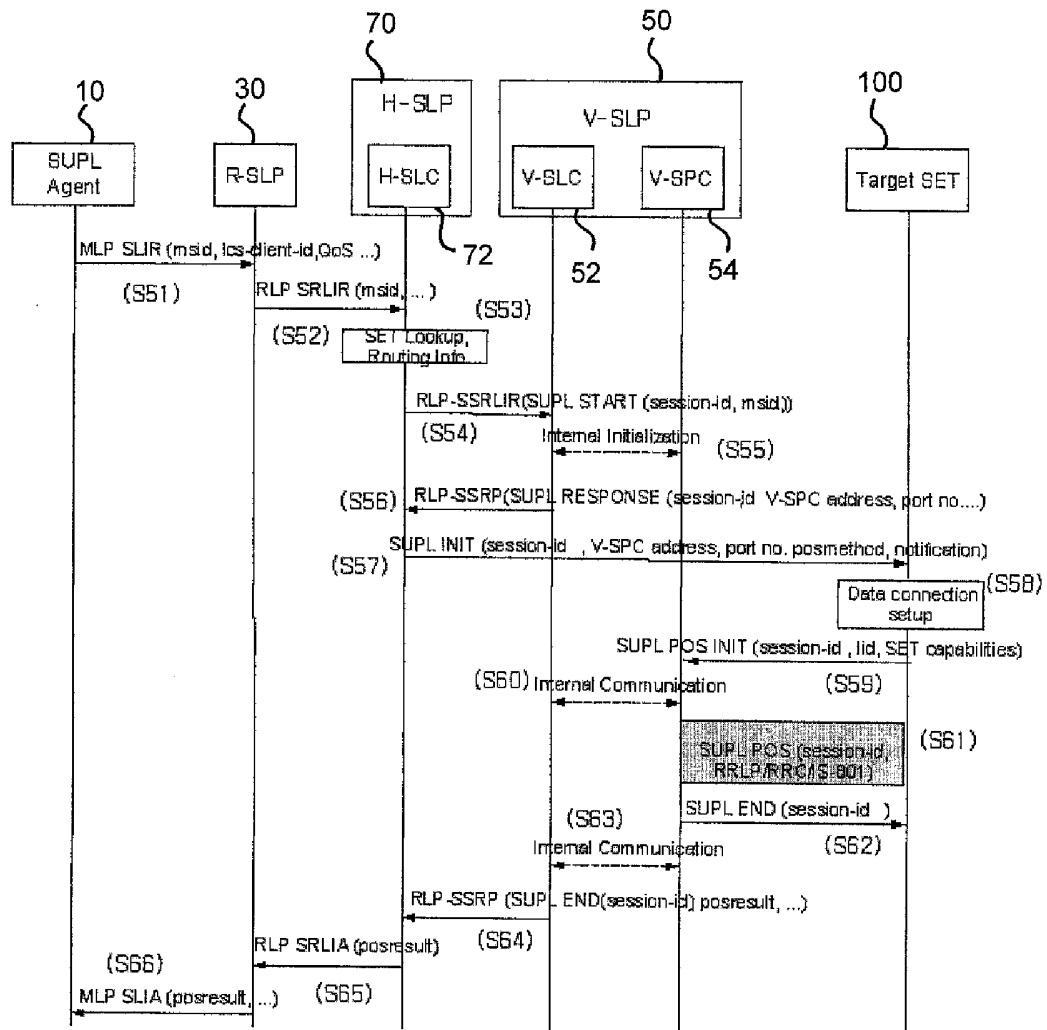 70
50
10
30
100
H-SLP
V-SLP
SUPL
Agent
R-SLP
H-SLC
V-SLC
V-SPC
Target SET
72
52
54
MLP SLIR (msid, lcs-client-id,QoS ...)
(S51)
RLP SRLIR (msid, ... )
(S53)
(S52)
SET Lookup,
Routing Info
RLP-SSRLIR(SUPL START (session-id, msid))
(S54)
Internal Initialization
(S55)
(S56)
RLP-SSRP(SUPL RESPONSE (session-id V-SPC address, port no....)
SUPL INIT (session-id , V-SPC address, port no. posmethod, notification)
(S57)
(S58)
Data connection
setup
SUPL POS INIT (session-id , lid, SET capabilities)
(S59)
(S60)
Internal Communication
(S61)
SUPL POS (session-id,
RRLP/RRC/IS-801)
SUPL END (session-id )
(S62)
(S63)
Internal Communication
RLP-SSRP (SUPL END(session-id) posresult, ...)
(S64)
RLP SRLIA (posresult)
(S65)
(S66)
MLP SLIA (posresult, ...)